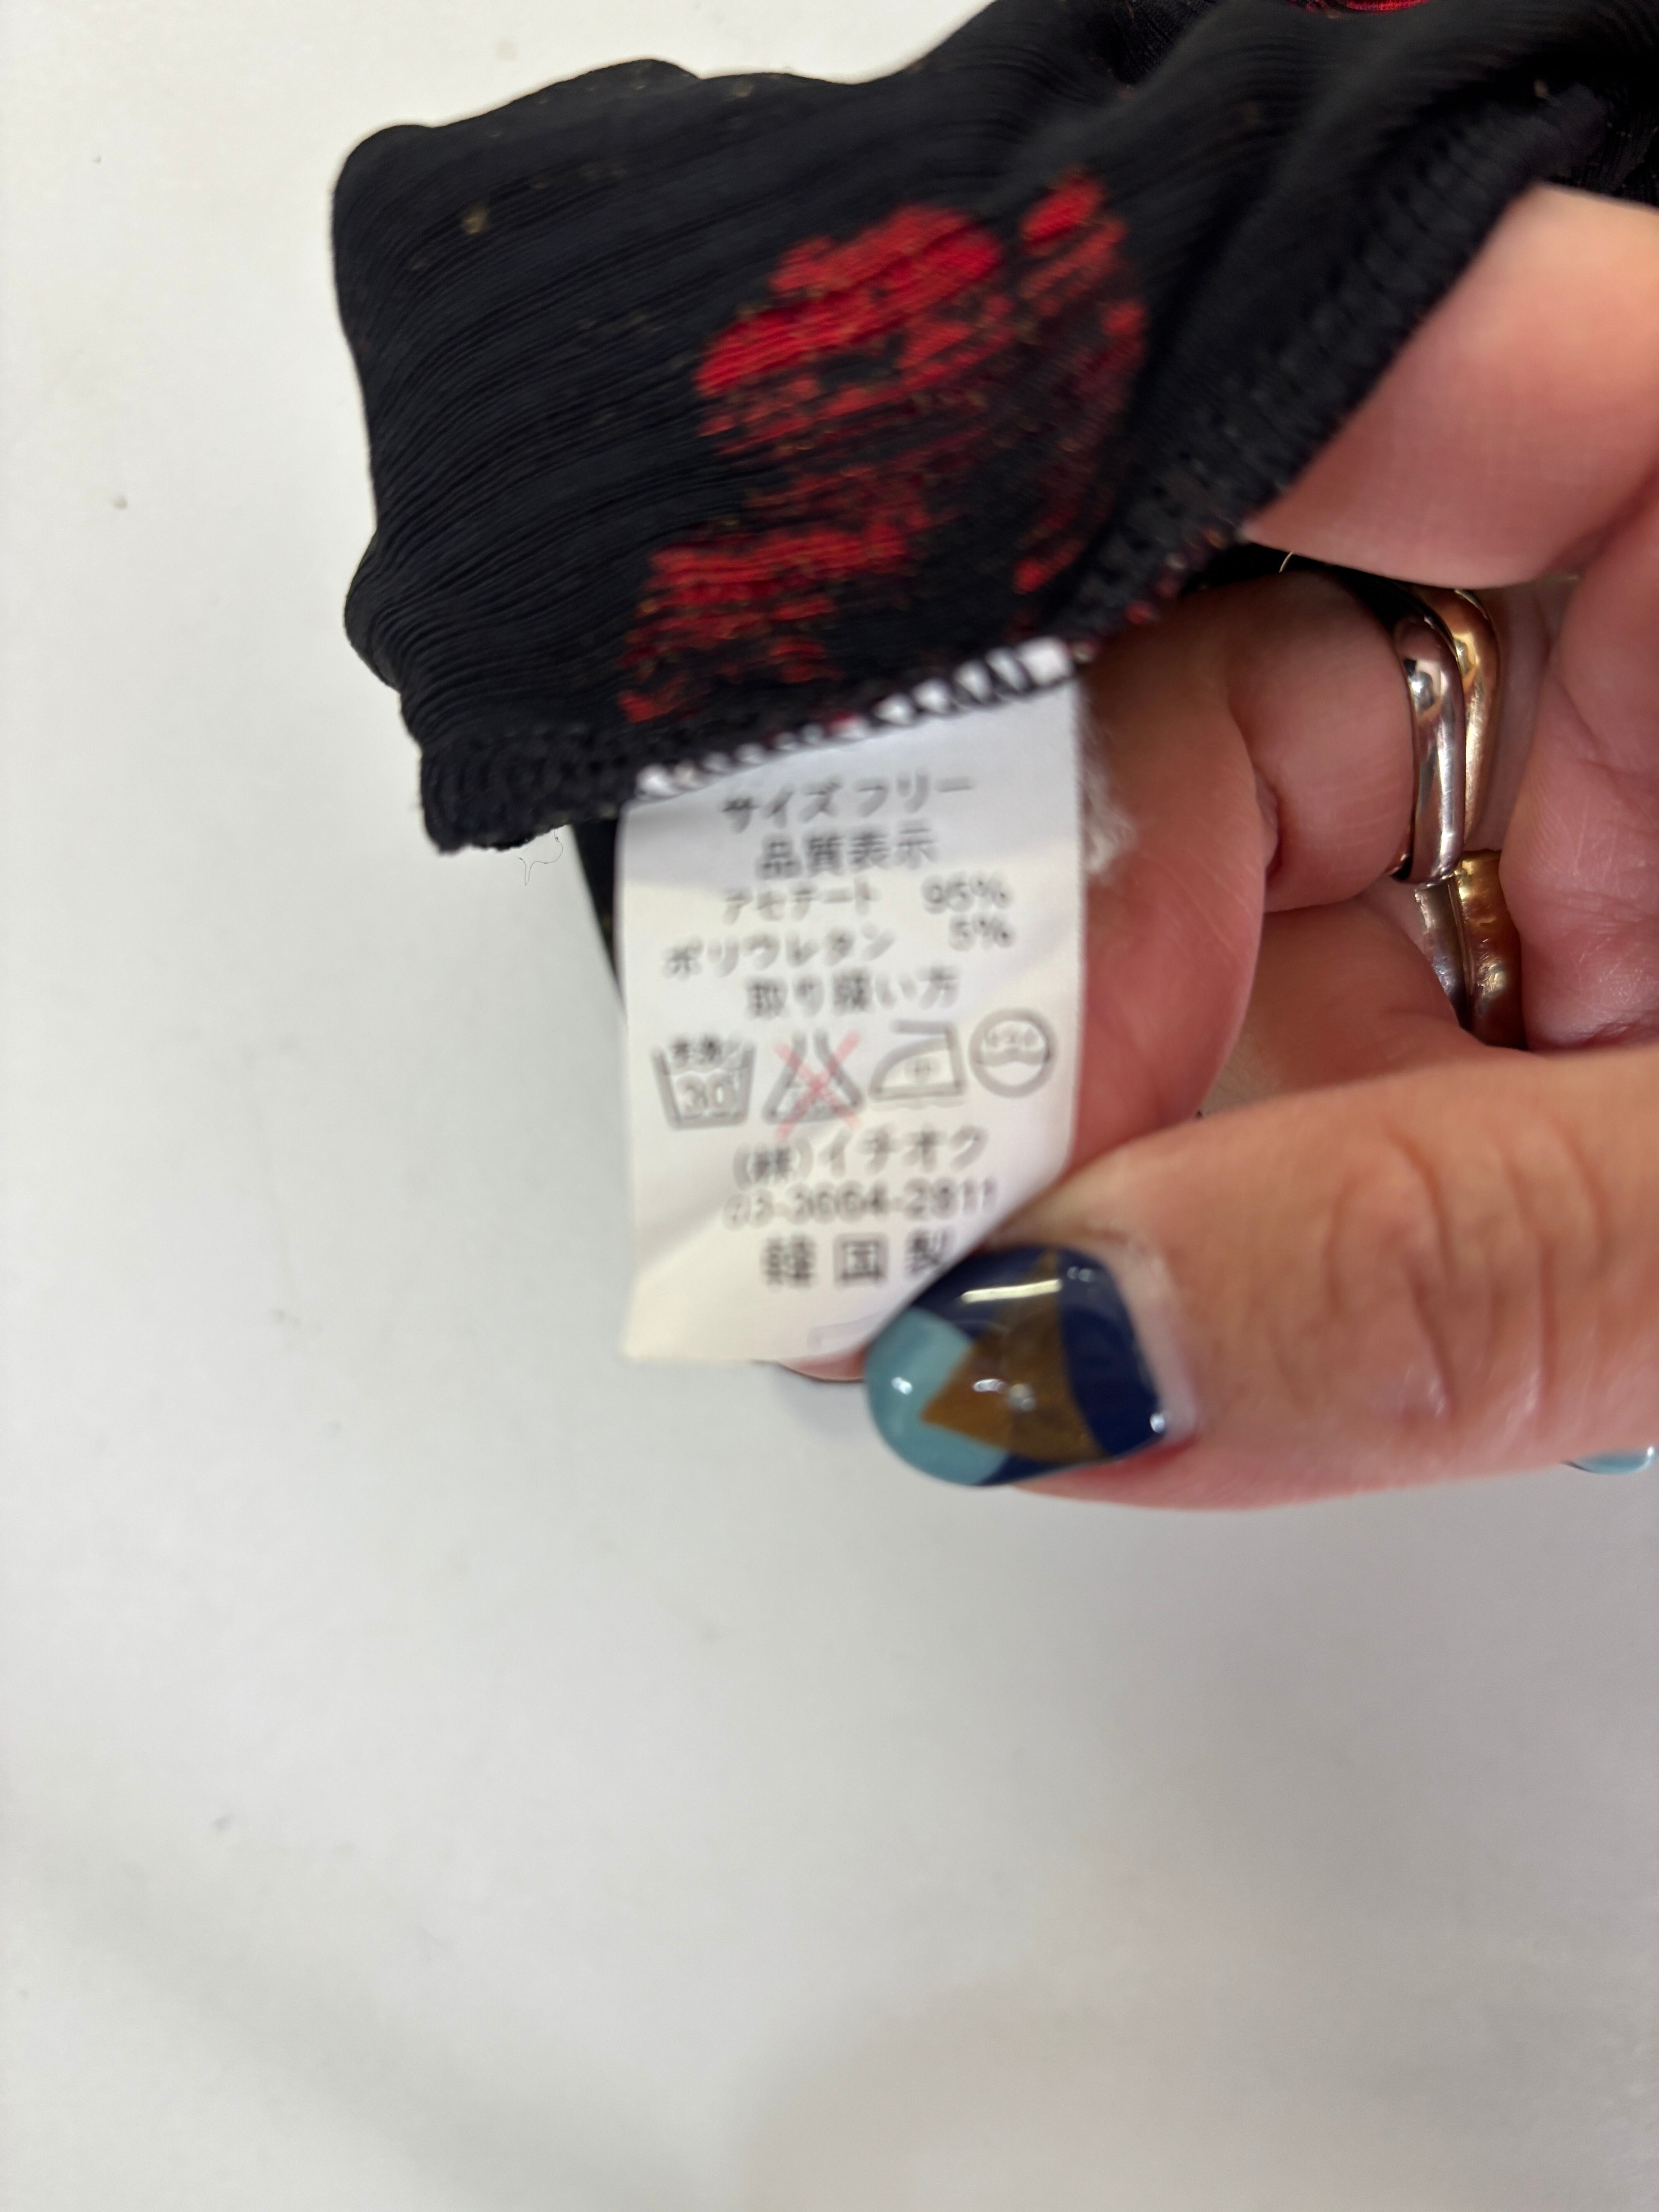 サイズ フリー
品質表示
アセテート 95%
ポリウレタン 5%
取り扱い方
30
(株)イチオク
03-3664-2911
韓国製